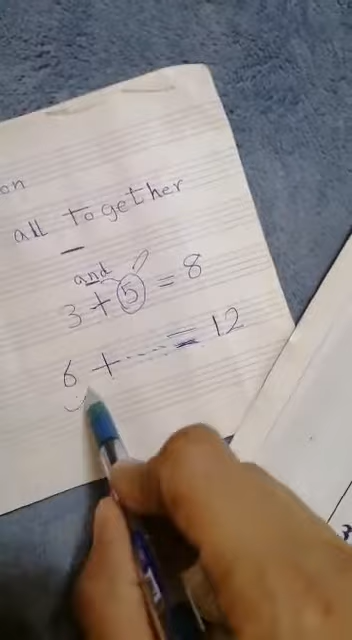 on
all together
and
3 + 5 = 8
6 + ...... = 12